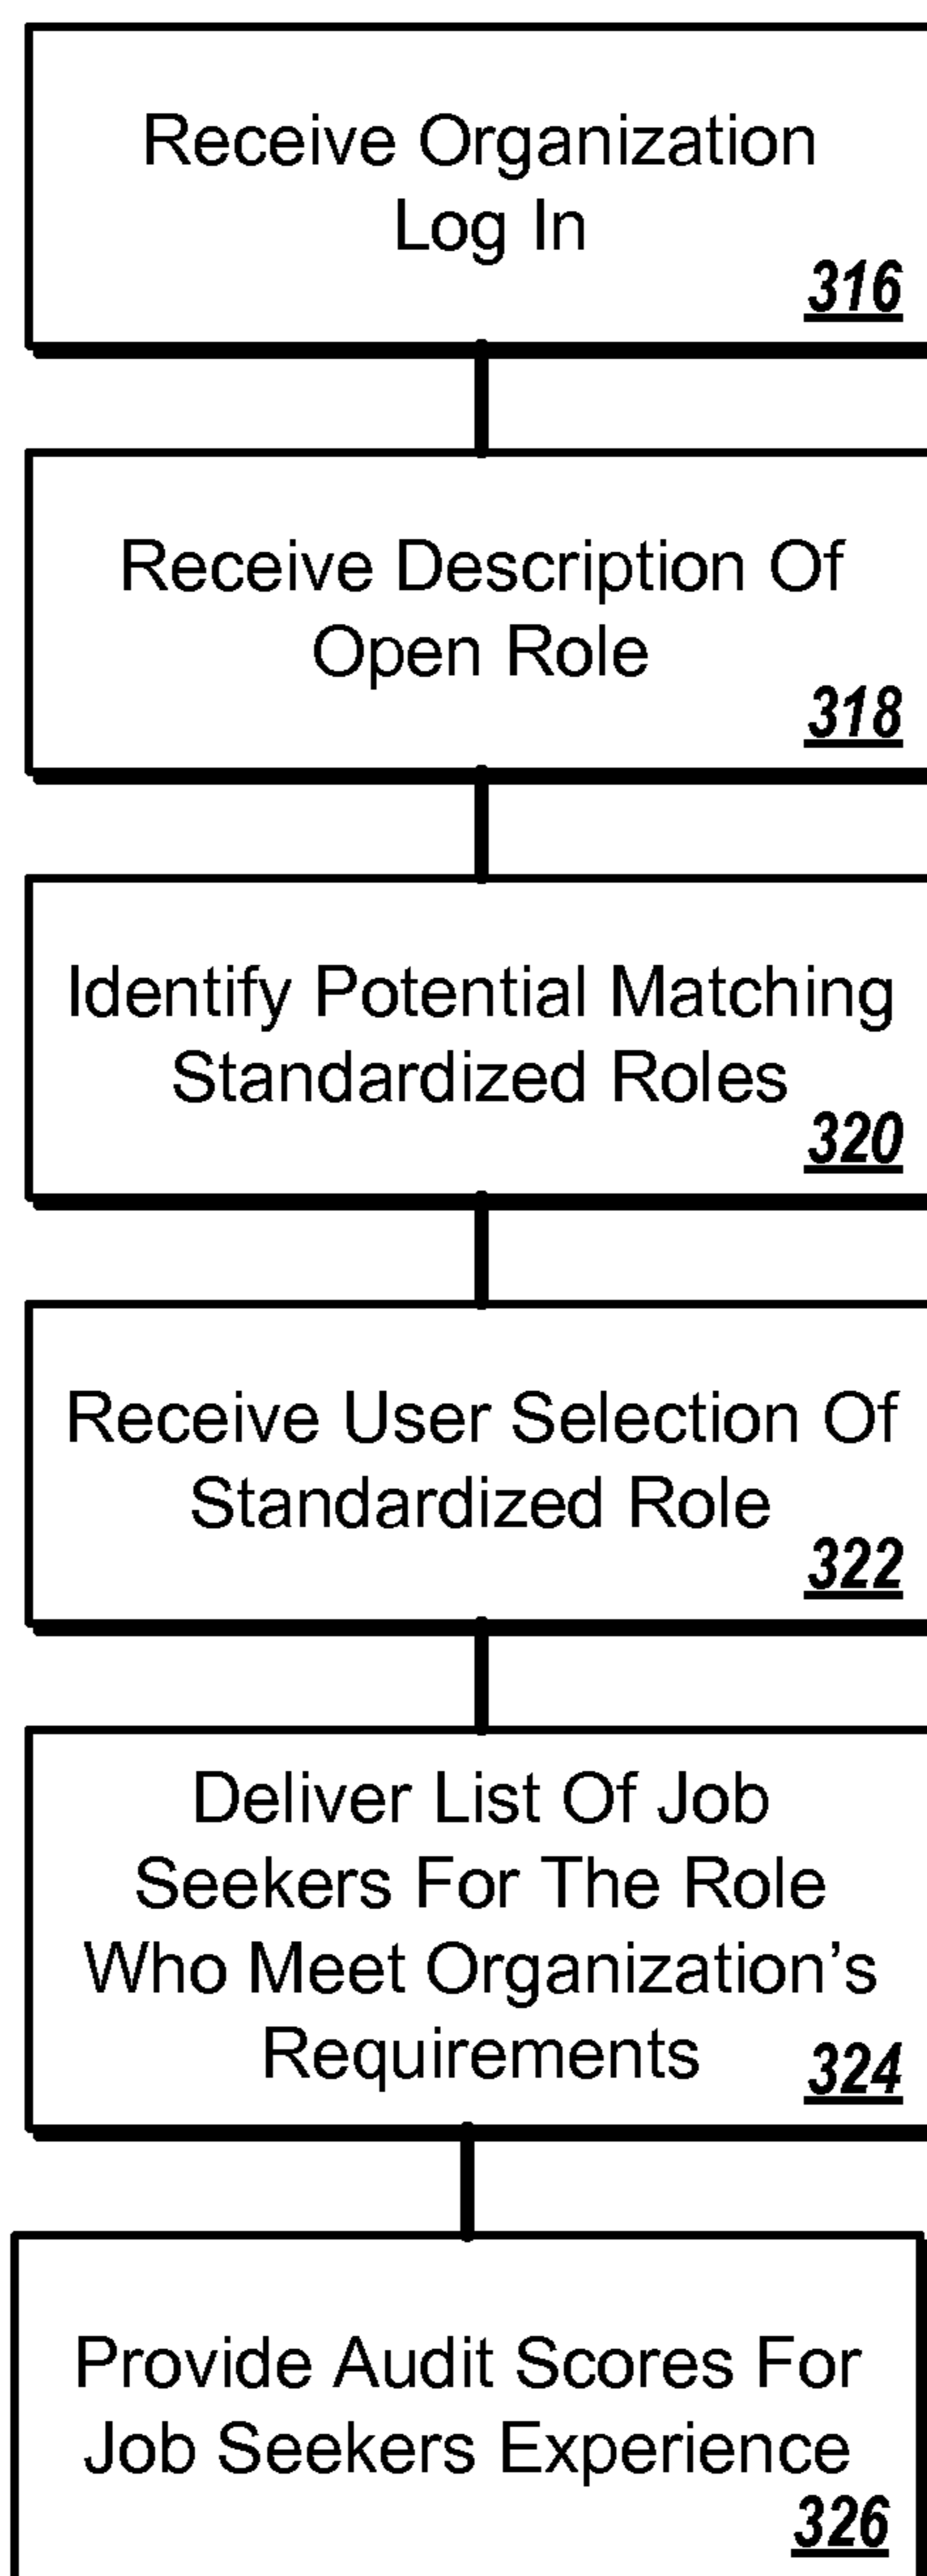 Receive Organization
Log In
316
Receive Description Of
Open Role
318
Identify Potential Matching
Standardized Roles
320
Receive User Selection Of
Standardized Role
322
Deliver List Of Job
Seekers For The Role
Who Meet Organization’s
Requirements
324
Provide Audit Scores For
Job Seekers Experience
326